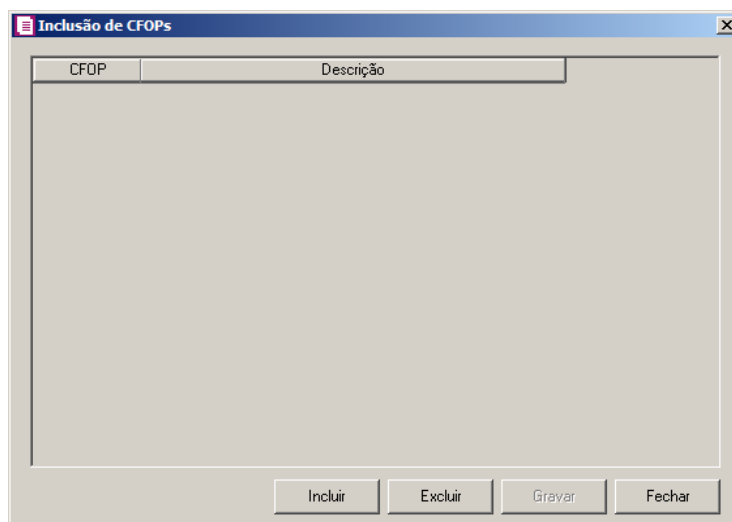 Inclusão de CFOPs
CFOP Descrição
Incluir Excluir Gravar Fechar